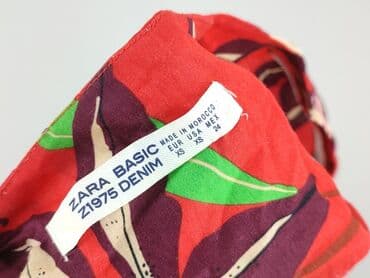 ZARA BASIC
Z1975 DENIM
MADE IN MOROCCO
EUR USA MEX
XS XS 24